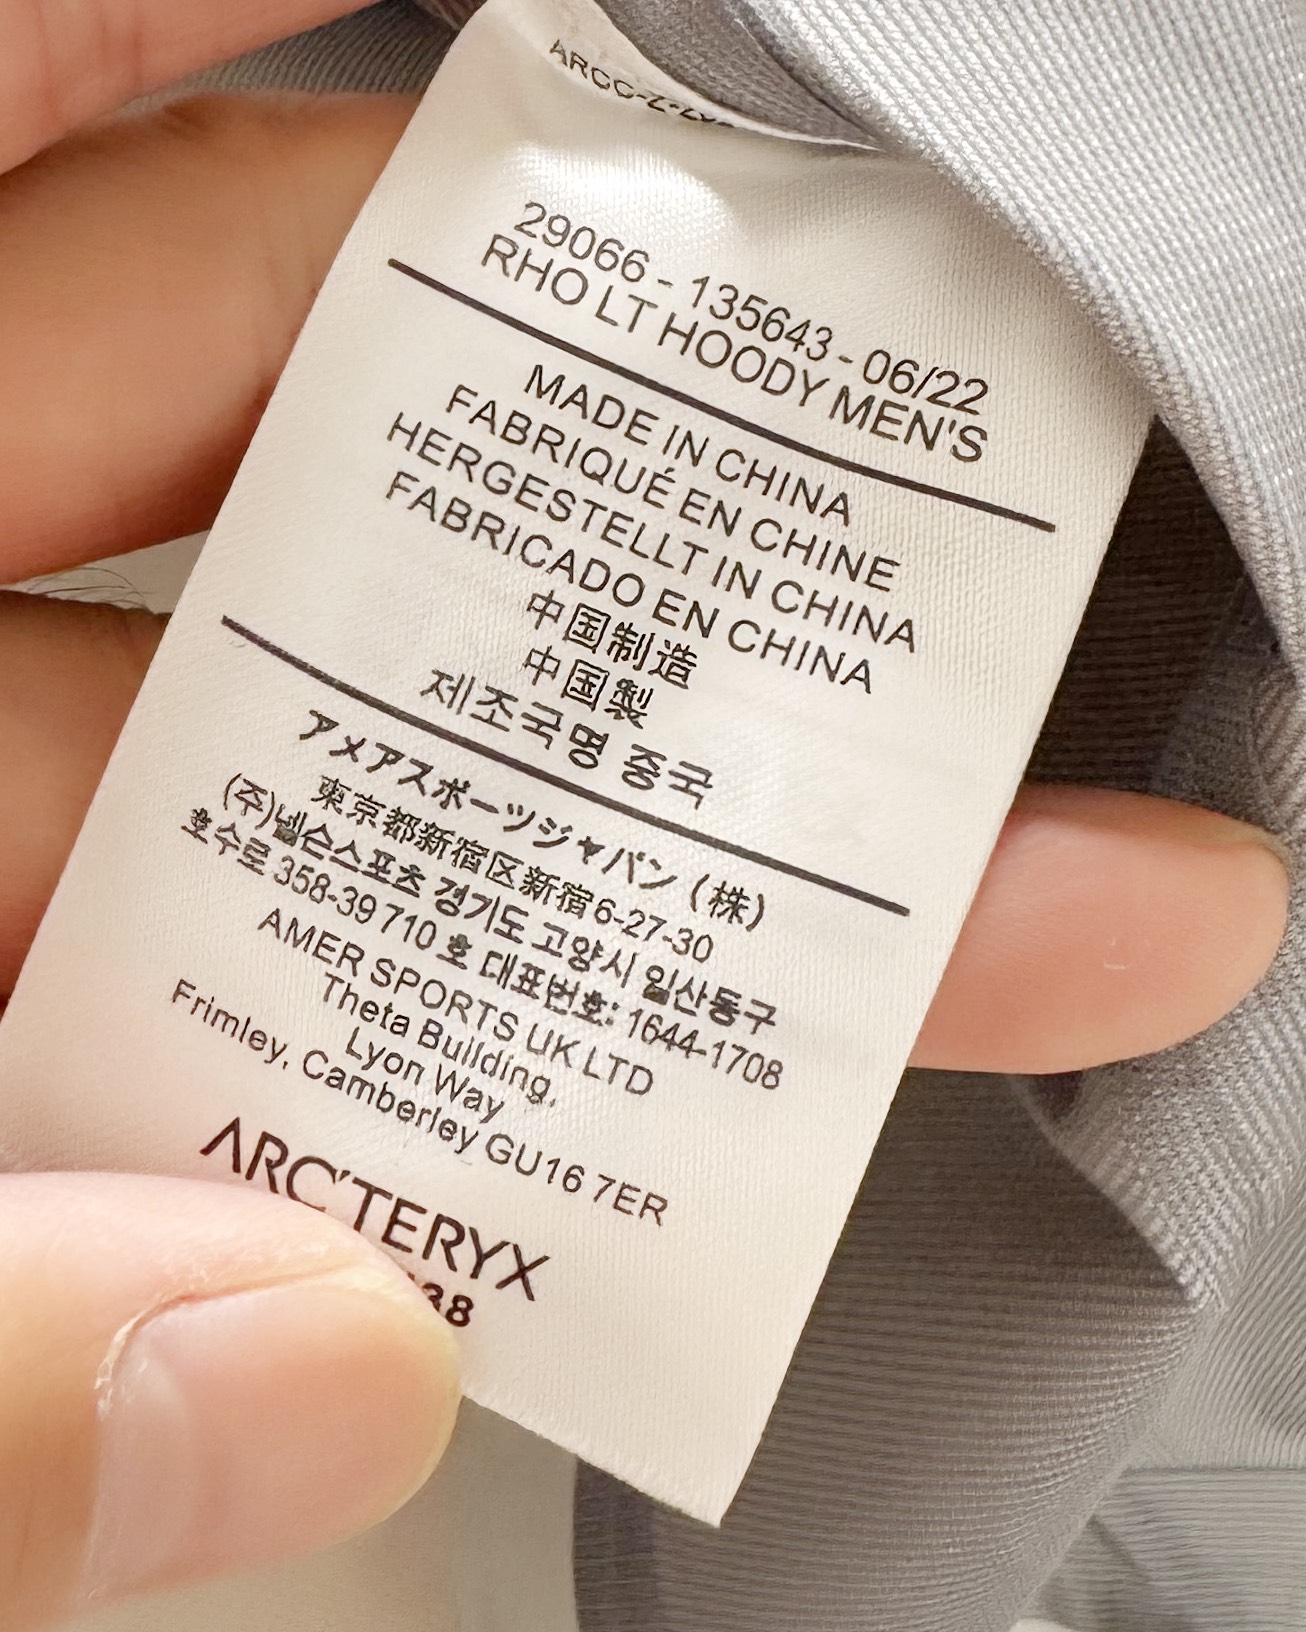 29066 - 135643 - 06/22
RHO LT HOODY MEN'S
MADE IN CHINA
FABRIQUÉ EN CHINE
HERGESTELLT IN CHINA
FABRICADO EN CHINA
中国制造
中国製
제조국명 중국
アメアスポーツジャパン (株)
東京都新宿区新宿6-27-30
(주)넬슨스포츠 경기도 고양시 일산동구
호수로 358-39 710 호 대표번호: 1644-1708
AMER SPORTS UK LTD
Theta Building,
Lyon Way
Frimley, Camberley GU16 7ER
ARC'TERYX